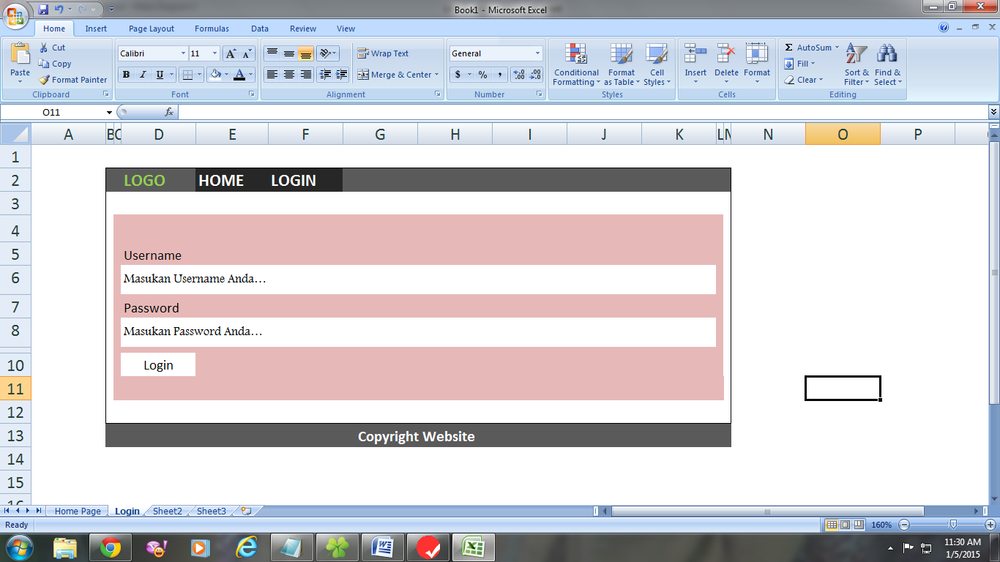 Book1 - Microsoft Excel
Home Insert Page Layout Formulas Data Review View
Paste Cut Calibri 11 Wrap Text General Conditional Formatting Format as Table Cell Styles Insert Delete Format AutoSum Sort & Filter Find & Select
Copy Fill
Format Painter B I U Merge & Center $ % , Clear
Clipboard Font Alignment Number Styles Cells Editing
O11 fx
A B C D E F G H I J K L M N O P
1
2 LOGO HOME LOGIN
3
4
5 Username
6 Masukan Username Anda...
7 Password
8 Masukan Password Anda...
10 Login
11
12
13 Copyright Website
14
15
16
Home Page Login Sheet2 Sheet3
Ready 160%
11:30 AM
1/5/2015